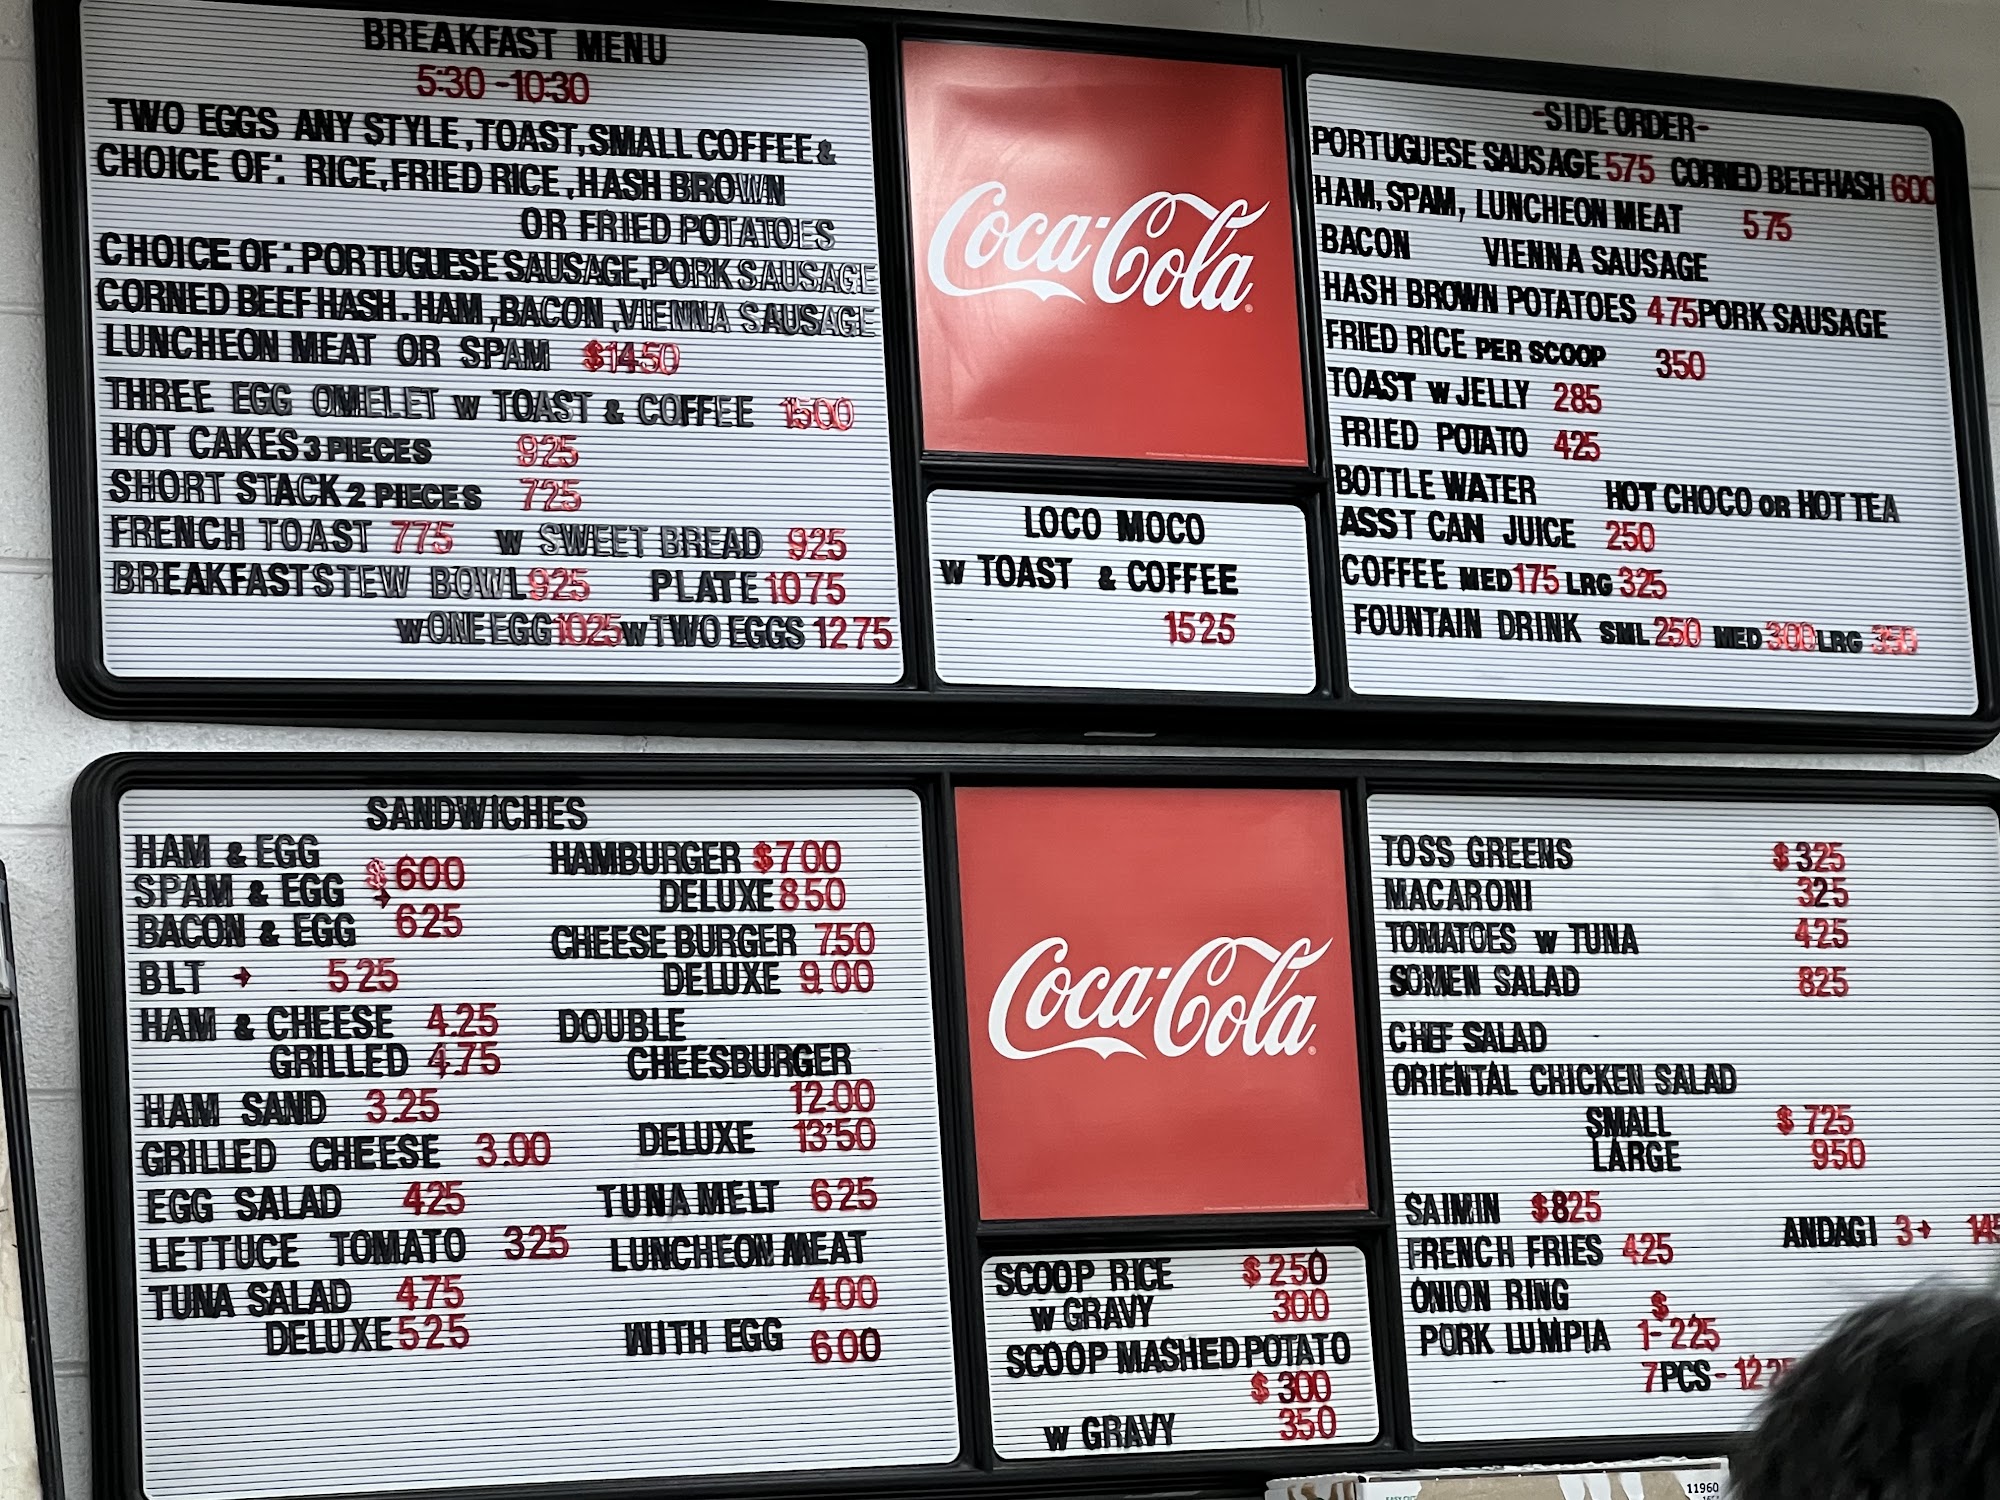 BREAKFAST MENU
5:30 -10:30
TWO EGGS ANY STYLE, TOAST, SMALL COFFEE &
CHOICE OF: RICE, FRIED RICE, HASH BROWN
OR FRIED POTATOES
CHOICE OF: PORTUGUESE SAUSAGE, PORK SAUSAGE
CORNED BEEF HASH. HAM, BACON, VIENNA SAUSAGE
LUNCHEON MEAT OR SPAM $1450
THREE EGG OMELET w TOAST & COFFEE 1500
HOT CAKES 3 PIECES 925
SHORT STACK 2 PIECES 725
FRENCH TOAST 775 w SWEET BREAD 925
BREAKFAST STEW BOWL 925 PLATE 1075
w ONE EGG 1025 w TWO EGGS 1275
Coca-Cola
LOCO MOCO
w TOAST & COFFEE
1525
-SIDE ORDER-
PORTUGUESE SAUSAGE 575 CORNED BEEFHASH 600
HAM, SPAM, LUNCHEON MEAT 575
BACON VIENNA SAUSAGE
HASH BROWN POTATOES 475 PORK SAUSAGE
FRIED RICE PER SCOOP 350
TOAST w JELLY 285
FRIED POTATO 425
BOTTLE WATER HOT CHOCO OR HOT TEA
ASST CAN JUICE 250
COFFEE MED 175 LRG 325
FOUNTAIN DRINK SML 250 MED 300 LRG 350
SANDWICHES
HAM & EGG
SPAM & EGG $600
BACON & EGG 625
BLT → 525
HAM & CHEESE 4.25
GRILLED 4.75
HAM SAND 3.25
GRILLED CHEESE 3.00
EGG SALAD 425
LETTUCE TOMATO 325
TUNA SALAD 475
DELUXE 525
HAMBURGER $700
DELUXE 850
CHEESE BURGER 7.50
DELUXE 9.00
DOUBLE
CHEESBURGER
12.00
DELUXE 13'50
TUNA MELT 625
LUNCHEON MEAT
400
WITH EGG 600
Coca-Cola
SCOOP RICE $250
w GRAVY 300
SCOOP MASHED POTATO
$300
w GRAVY 350
TOSS GREENS $325
MACARONI 325
TOMATOES w TUNA 425
SOMEN SALAD 825
CHEF SALAD
ORIENTAL CHICKEN SALAD
SMALL $725
LARGE 950
SAIMIN $825
FRENCH FRIES 425
ANDAGI 3→
ONION RING $
PORK LUMPIA 1- 225
7 PCS-
11960